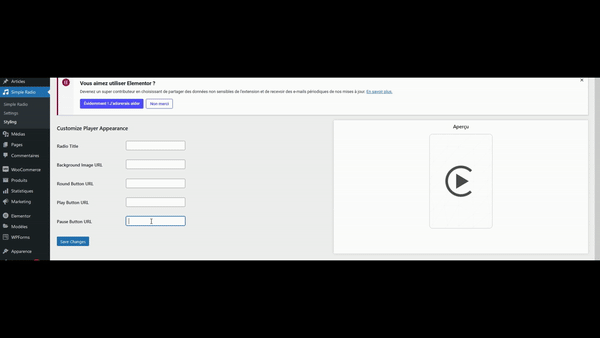 Articles
Simple Radio
Simple Radio
Settings
Styling
Médias
Pages
Commentaires
WooCommerce
Produits
Statistiques
Marketing
Elementor
Modèles
WPForms
Apparence
Vous aimez utiliser Elementor ?
Devenez un super contributeur en choisissant de partager des données non sensibles de l'extension et de recevoir des e-mails périodiques de nos mises à jour. En savoir plus.
Évidemment ! J'adorerais aider
Non merci
Customize Player Appearance
Radio Title
Background Image URL
Round Button URL
Play Button URL
Pause Button URL
Save Changes
Aperçu